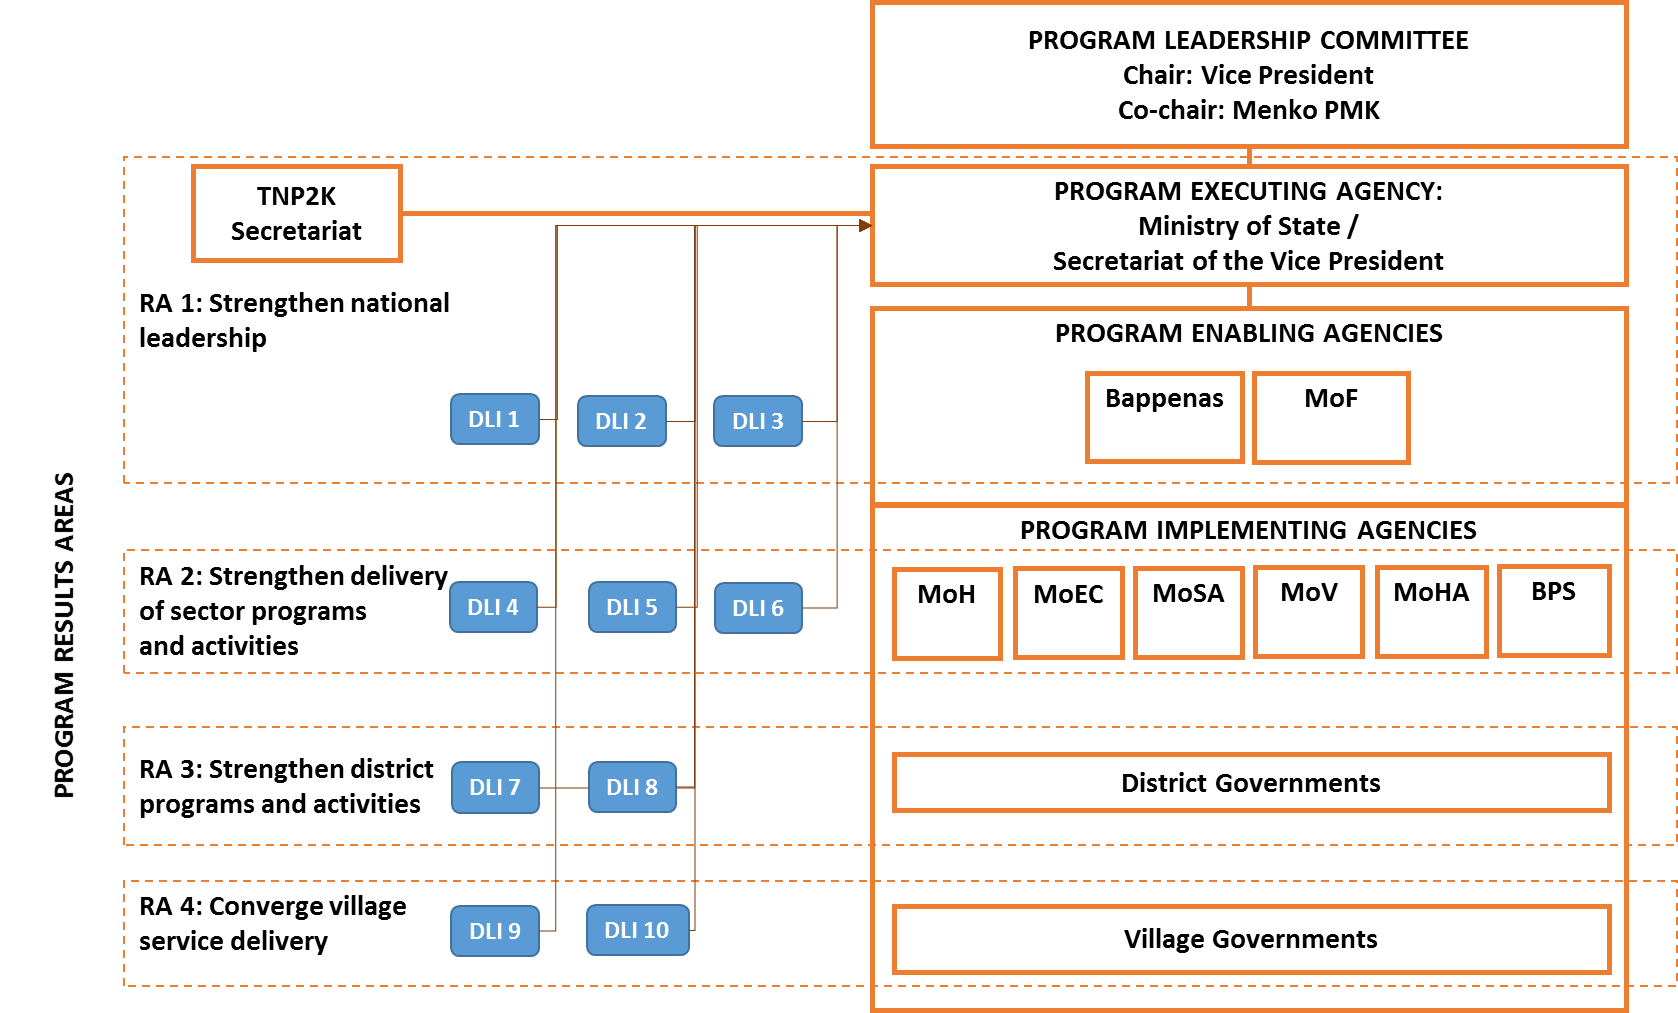 PROGRAM LEADERSHIP COMMITTEE
Chair: Vice President
Co-chair: Menko PMK
TNP2K
Secretariat
PROGRAM EXECUTING AGENCY:
Ministry of State /
Secretariat of the Vice President
RA 1: Strengthen national
leadership
PROGRAM ENABLING AGENCIES
Bappenas
MoF
DLI 1
DLI 2
DLI 3
PROGRAM RESULTS AREAS
PROGRAM IMPLEMENTING AGENCIES
RA 2: Strengthen delivery
of sector programs
and activities
DLI 4
DLI 5
DLI 6
MoH
MoEC
MoSA
MoV
MoHA
BPS
RA 3: Strengthen district
programs and activities
DLI 7
DLI 8
District Governments
RA 4: Converge village
service delivery
DLI 9
DLI 10
Village Governments